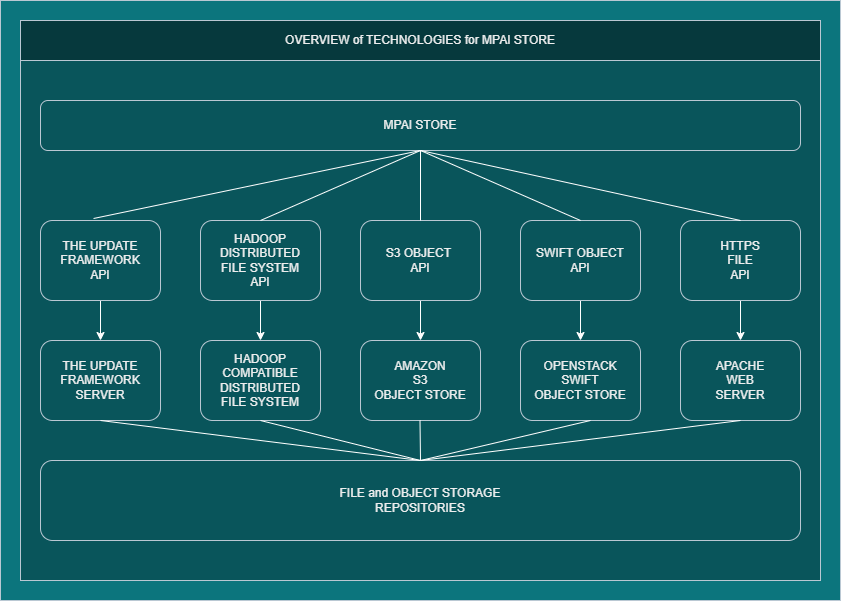 OVERVIEW of TECHNOLOGIES for MPAI STORE
MPAI STORE
THE UPDATE
FRAMEWORK
API
HADOOP
DISTRIBUTED
FILE SYSTEM
API
S3 OBJECT
API
SWIFT OBJECT
API
HTTPS
FILE
API
THE UPDATE
FRAMEWORK
SERVER
HADOOP
COMPATIBLE
DISTRIBUTED
FILE SYSTEM
AMAZON
S3
OBJECT STORE
OPENSTACK
SWIFT
OBJECT STORE
APACHE
WEB
SERVER
FILE and OBJECT STORAGE
REPOSITORIES